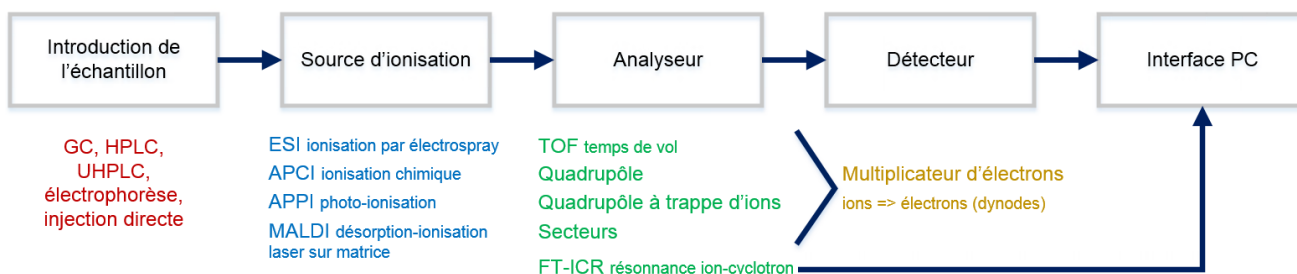 Introduction de
l'échantillon
Source d'ionisation
Analyseur
Détecteur
Interface PC
GC, HPLC,
UHPLC,
électrophorèse,
injection directe
ESI ionisation par électrospray
APCI ionisation chimique
APPI photo-ionisation
MALDI désorption-ionisation
laser sur matrice
TOF temps de vol
Quadrupôle
Quadrupôle à trappe d'ions
Secteurs
FT-ICR résonnance ion-cyclotron
Multiplicateur d'électrons
ions => électrons (dynodes)